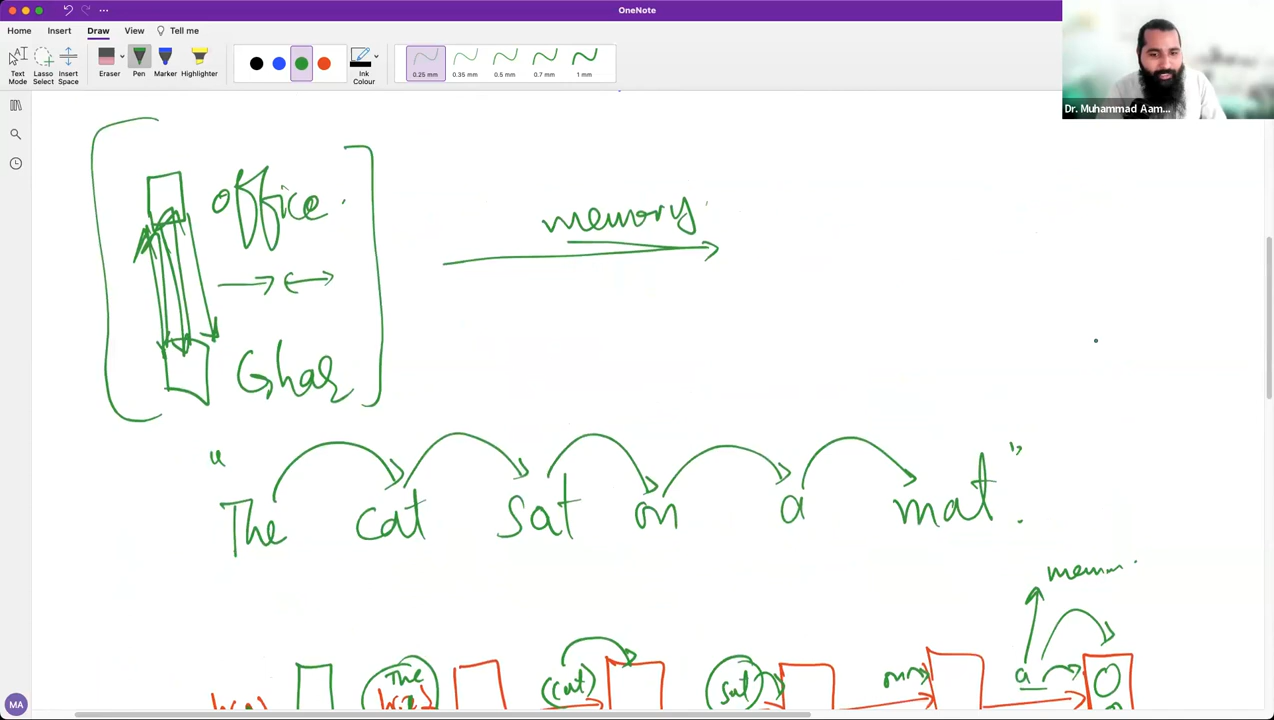 OneNote
Home Insert Draw View Tell me
Text Mode
Lasso Select
Insert Space
Eraser
Pen
Marker
Highlighter
Ink Colour
0.25 mm
0.35 mm
0.5 mm
0.7 mm
1 mm
Dr. Muhammad Aam...
office.
memory
Ghar
"The cat sat on a mat."
The
(cat)
sat
a
MA